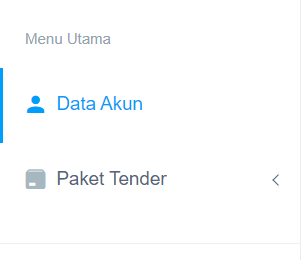 Menu Utama
Data Akun
Paket Tender